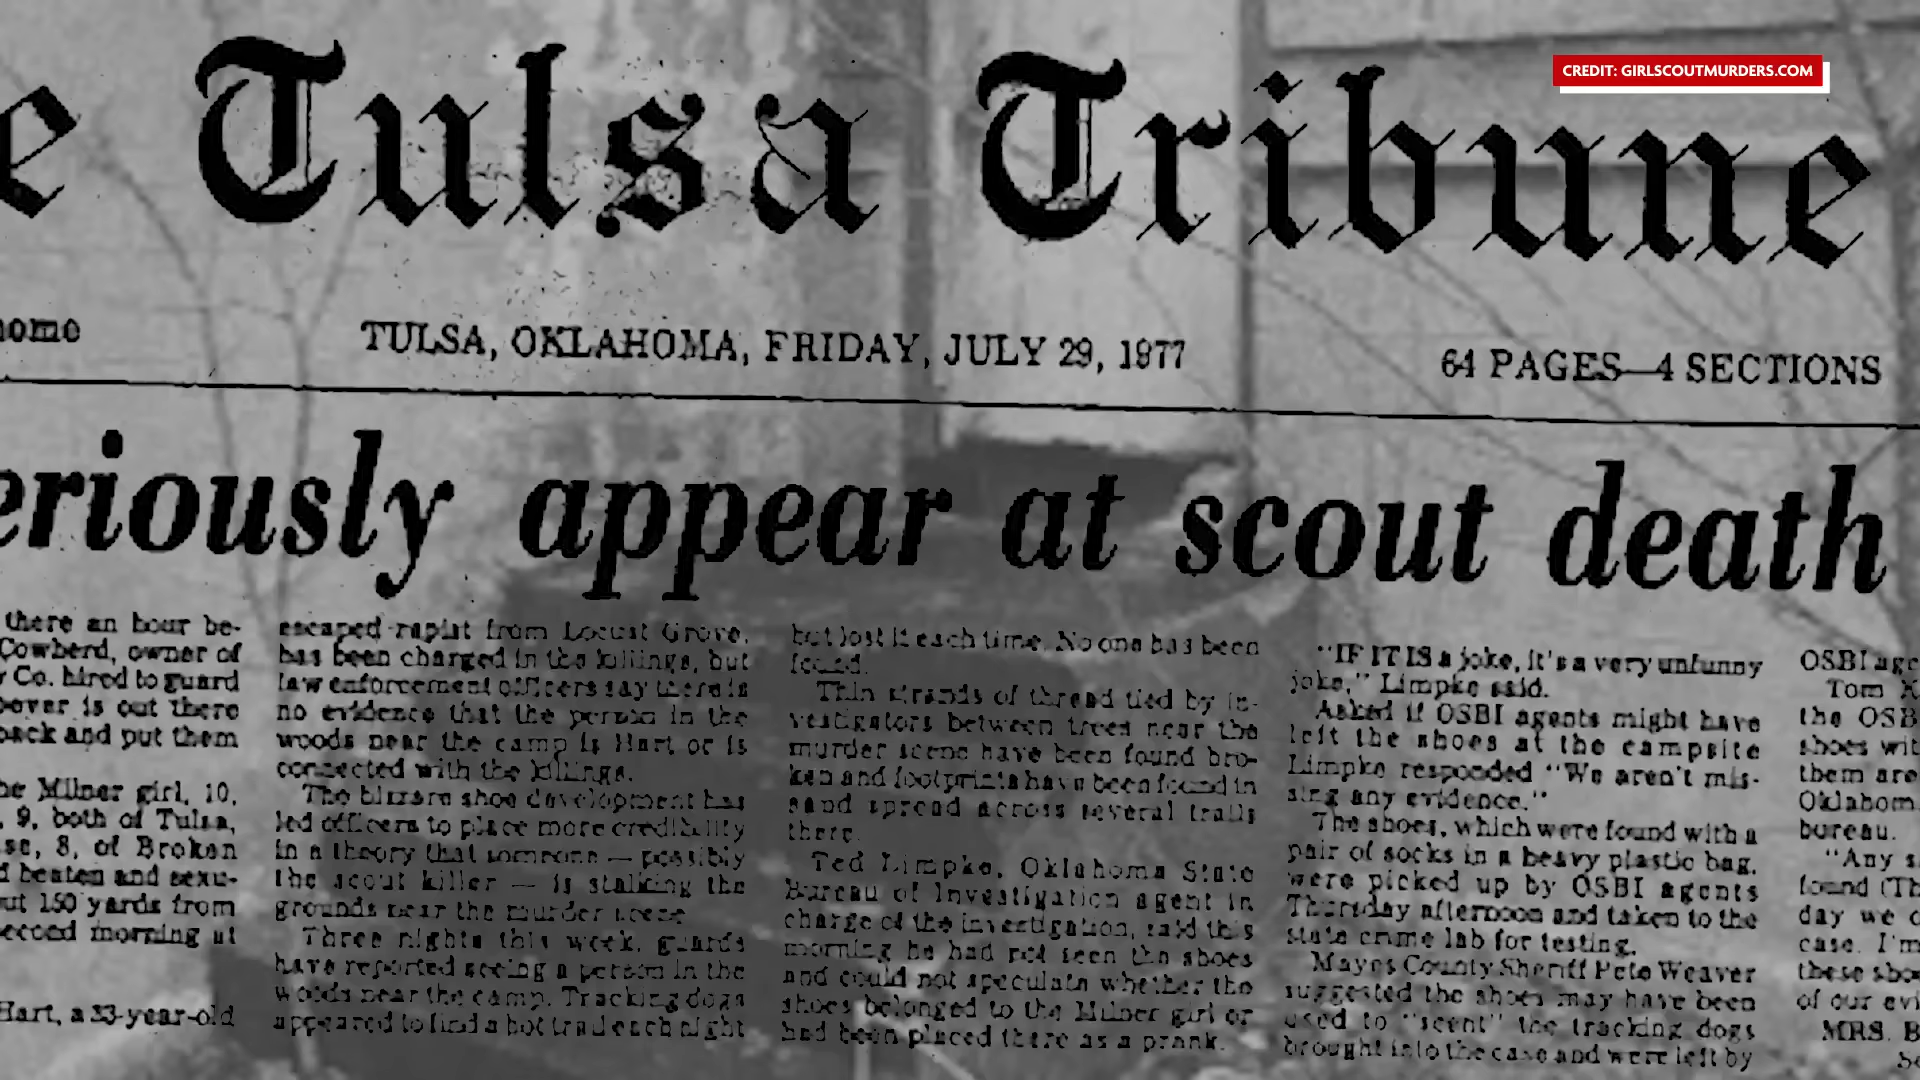 CREDIT: GIRLSCOUTMURDERS.COM
e Tulsa Tribune
home
TULSA, OKLAHOMA, FRIDAY, JULY 29, 1977
64 PAGES—4 SECTIONS
eriously appear at scout death
there an hour be-
Cowherd, owner of
Co. hired to guard
is out there
back and put them
he Milner girl, 10,
, 9, both of Tulsa,
se, 8, of Broken
d beaten and sexu-
ut 150 yards from
second morning at
Hart, a 33-year-old
escaped rapist from Locust Grove,
has been charged in the killings, but
law enforcement officers say there is
no evidence that the person in the
woods near the camp is Hart or is
connected with the killings.
The bizarre shoe development has
led officers to place more credibility
in a theory that someone — possibly
the scout killer — is stalking the
grounds near the murder scene
Three nights this week, guards
have reported seeing a person in the
woods near the camp. Tracking dogs
appeared to find a hot trail each night
but lost it each time. No one has been
found.
Thin strands of thread tied by in-
vestigators between trees near the
murder scene have been found bro-
ken and footprints have been found in
sand spread across several trails
there.
Ted Limpke, Oklahoma State
Bureau of Investigation agent in
charge of the investigation, said this
morning he had not seen the shoes
and could not speculate whether the
shoes belonged to the Milner girl or
had been placed there as a prank.
"IF IT IS a joke, it's a very unfunny
joke," Limpke said.
Asked if OSBI agents might have
left the shoes at the campsite
Limpke responded "We aren't mis-
sing any evidence."
The shoes, which were found with a
pair of socks in a heavy plastic bag,
were picked up by OSBI agents
Thursday afternoon and taken to the
state crime lab for testing.
Mayes County Sheriff Pete Weaver
suggested the shoes may have been
used to "scent" the tracking dogs
brought into the case and were left by
OSBI age
Tom K
the OSB
shoes wit
them are
Oklahom
bureau.
"Any s
found (Th
day we c
case. I'm
these sho
of our evi
MRS. B